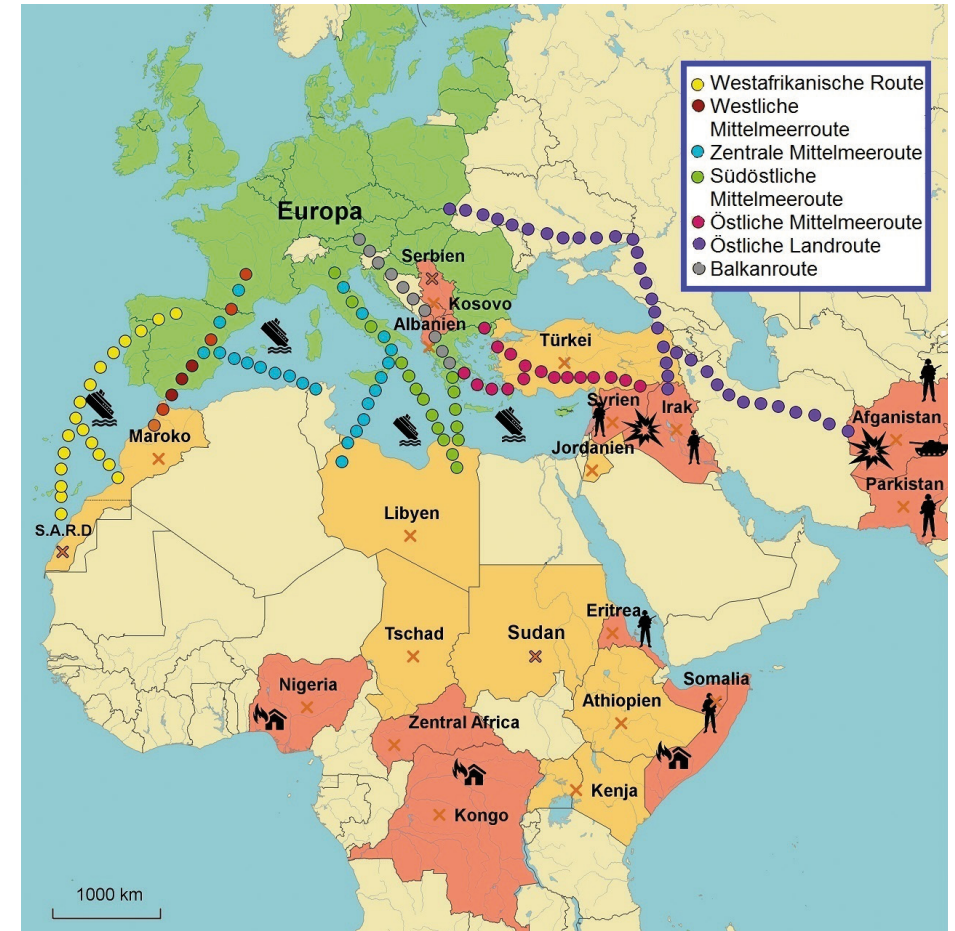 Westafrikanische Route
Westliche
Mittelmeerroute
Zentrale Mittelmeeroute
Südöstliche
Mittelmeeroute
Östliche Mittelmeeroute
Östliche Landroute
Balkanroute
Europa
Serbien
Kosovo
Albanien
Türkei
Syrien
Irak
Afganistan
Maroko
Jordanien
Parkistan
Libyen
S.A.R.D
Eritrea
Tschad
Sudan
Nigeria
Somalia
Athiopien
Zentral Africa
Kenja
Kongo
1000 km